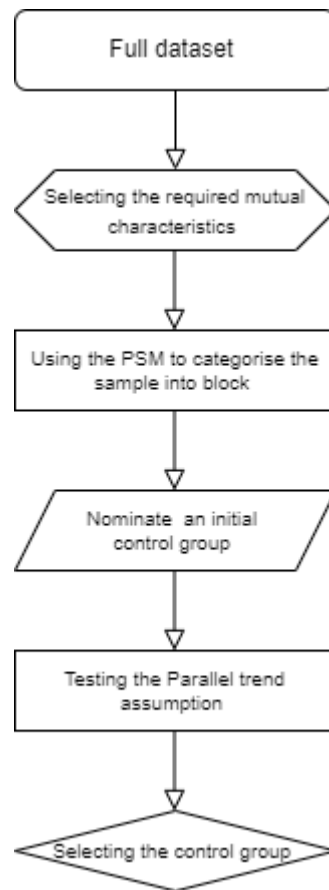 Full dataset
Selecting the required mutual
characteristics
Using the PSM to categorise the
sample into block
Nominate an initial
control group
Testing the Parallel trend
assumption
Selecting the control group